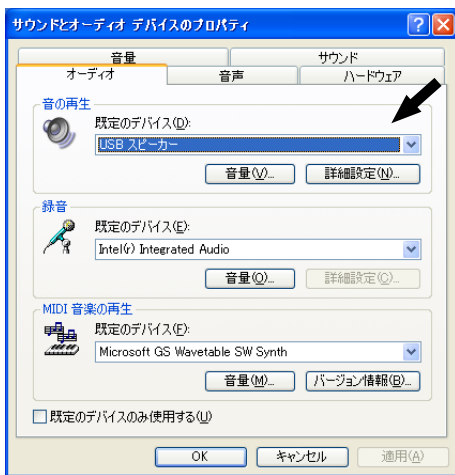 サウンドとオーディオ デバイスのプロパティ
音量 サウンド
オーディオ 音声 ハードウェア
音の再生
既定のデバイス(D):
USB スピーカー
音量(V)... 詳細設定(N)...
録音
既定のデバイス(E):
Intel(r) Integrated Audio
音量(O)... 詳細設定(C)...
MIDI 音楽の再生
既定のデバイス(F):
Microsoft GS Wavetable SW Synth
音量(M)... バージョン情報(B)...
既定のデバイスのみ使用する(U)
OK キャンセル 適用(A)